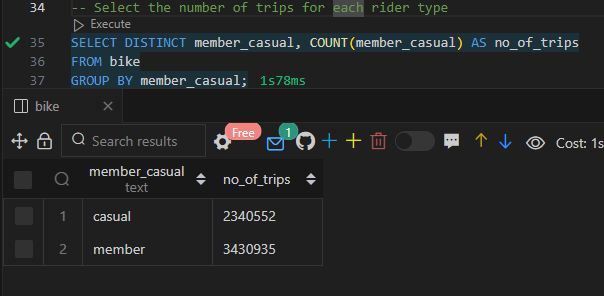 34 -- Select the number of trips for each rider type
Execute
35 SELECT DISTINCT member_casual, COUNT(member_casual) AS no_of_trips
36 FROM bike
37 GROUP BY member_casual; 1s78ms
bike
Search results Free 1 Cost: 1s
member_casual no_of_trips
text
1 casual 2340552
2 member 3430935